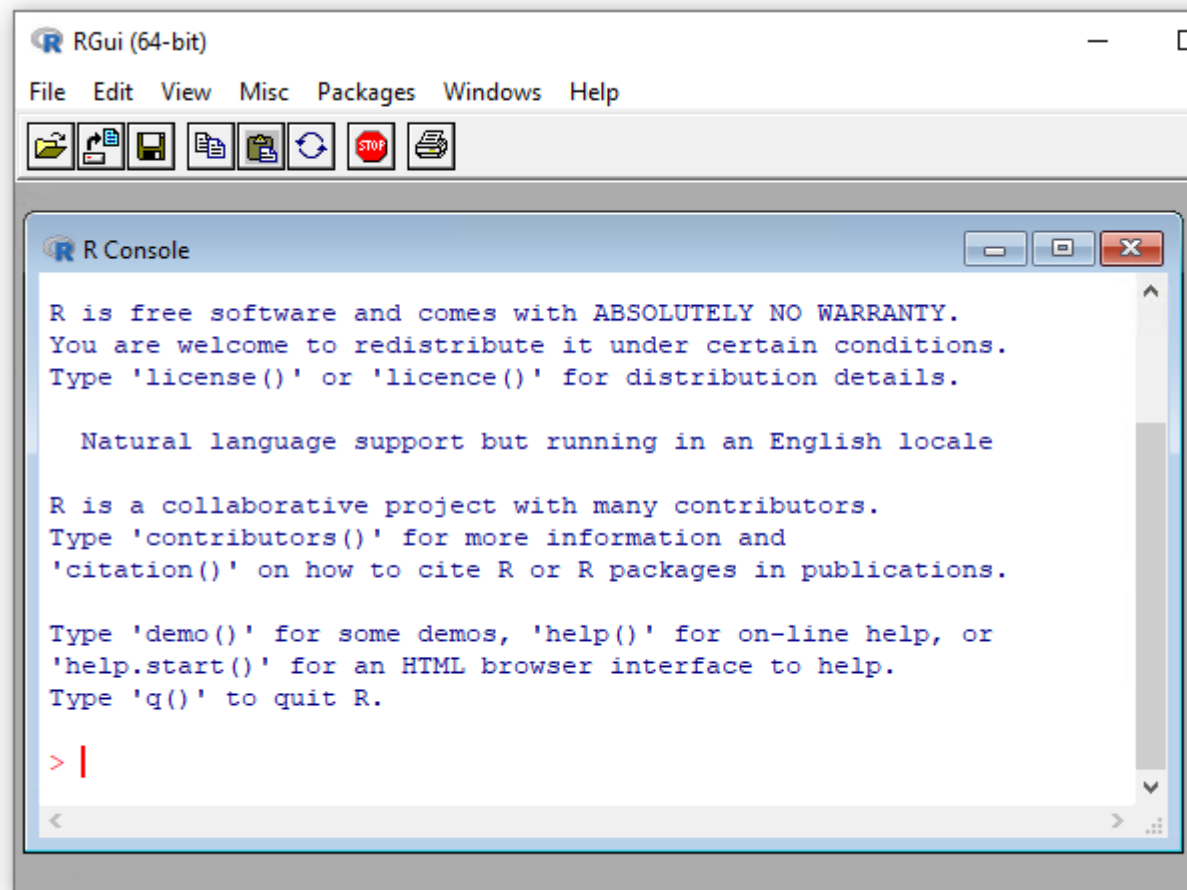 RGui (64-bit)
File Edit View Misc Packages Windows Help
STOP
R Console
R is free software and comes with ABSOLUTELY NO WARRANTY.
You are welcome to redistribute it under certain conditions.
Type 'license()' or 'licence()' for distribution details.
Natural language support but running in an English locale
R is a collaborative project with many contributors.
Type 'contributors()' for more information and
'citation()' on how to cite R or R packages in publications.
Type 'demo()' for some demos, 'help()' for on-line help, or
'help.start()' for an HTML browser interface to help.
Type 'q()' to quit R.
>